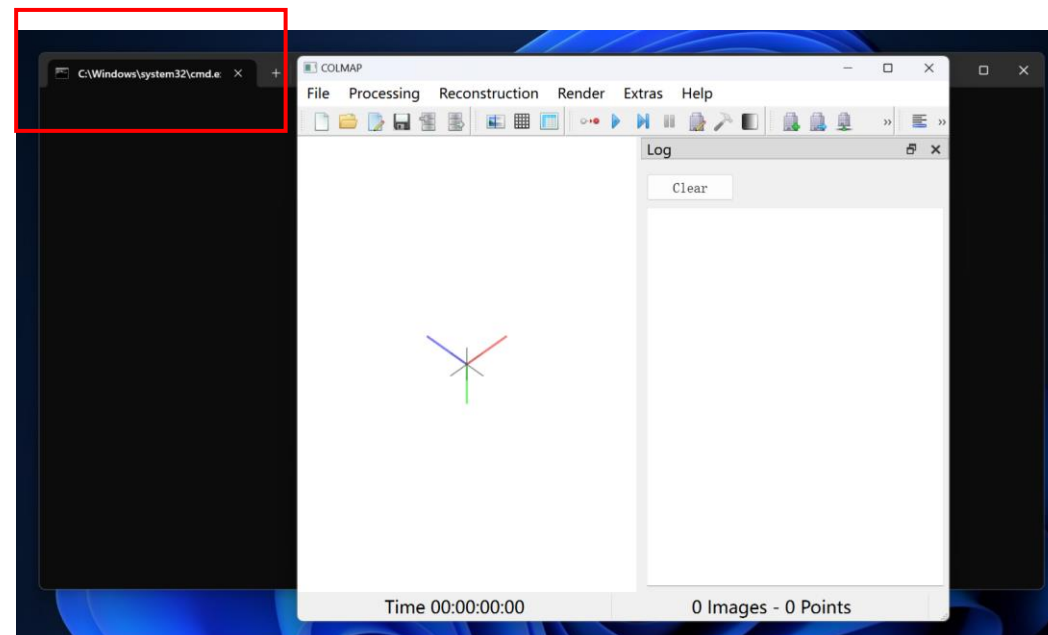 C:\Windows\system32\cmd.e:
COLMAP
File Processing Reconstruction Render Extras Help
Log
Clear
Time 00:00:00:00
0 Images - 0 Points